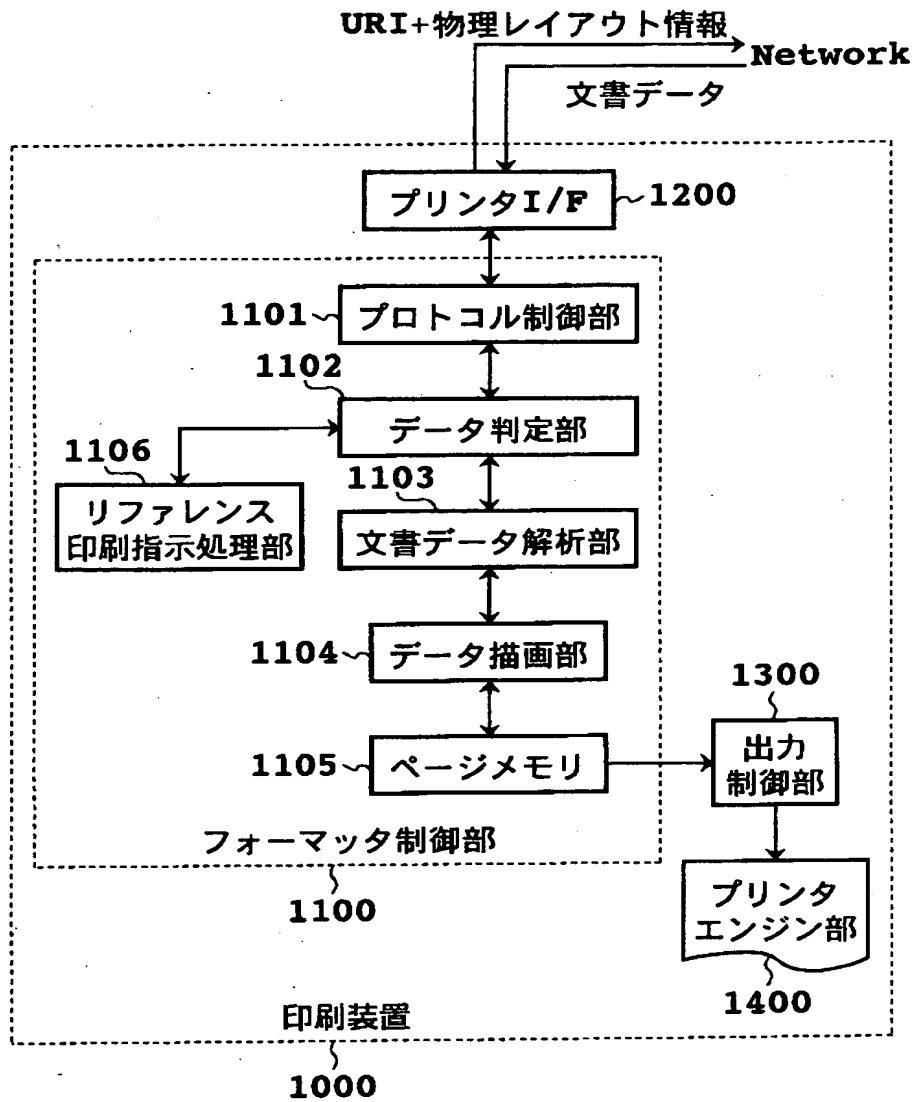 URI+物理レイアウト情報
Network
文書データ
プリンタI/F
1200
1101
プロトコル制御部
1102
データ判定部
1106
リファレンス
印刷指示処理部
1103
文書データ解析部
1104
データ描画部
1300
出力
制御部
1105
ページメモリ
フォーマッタ制御部
1100
プリンタ
エンジン部
1400
印刷装置
1000